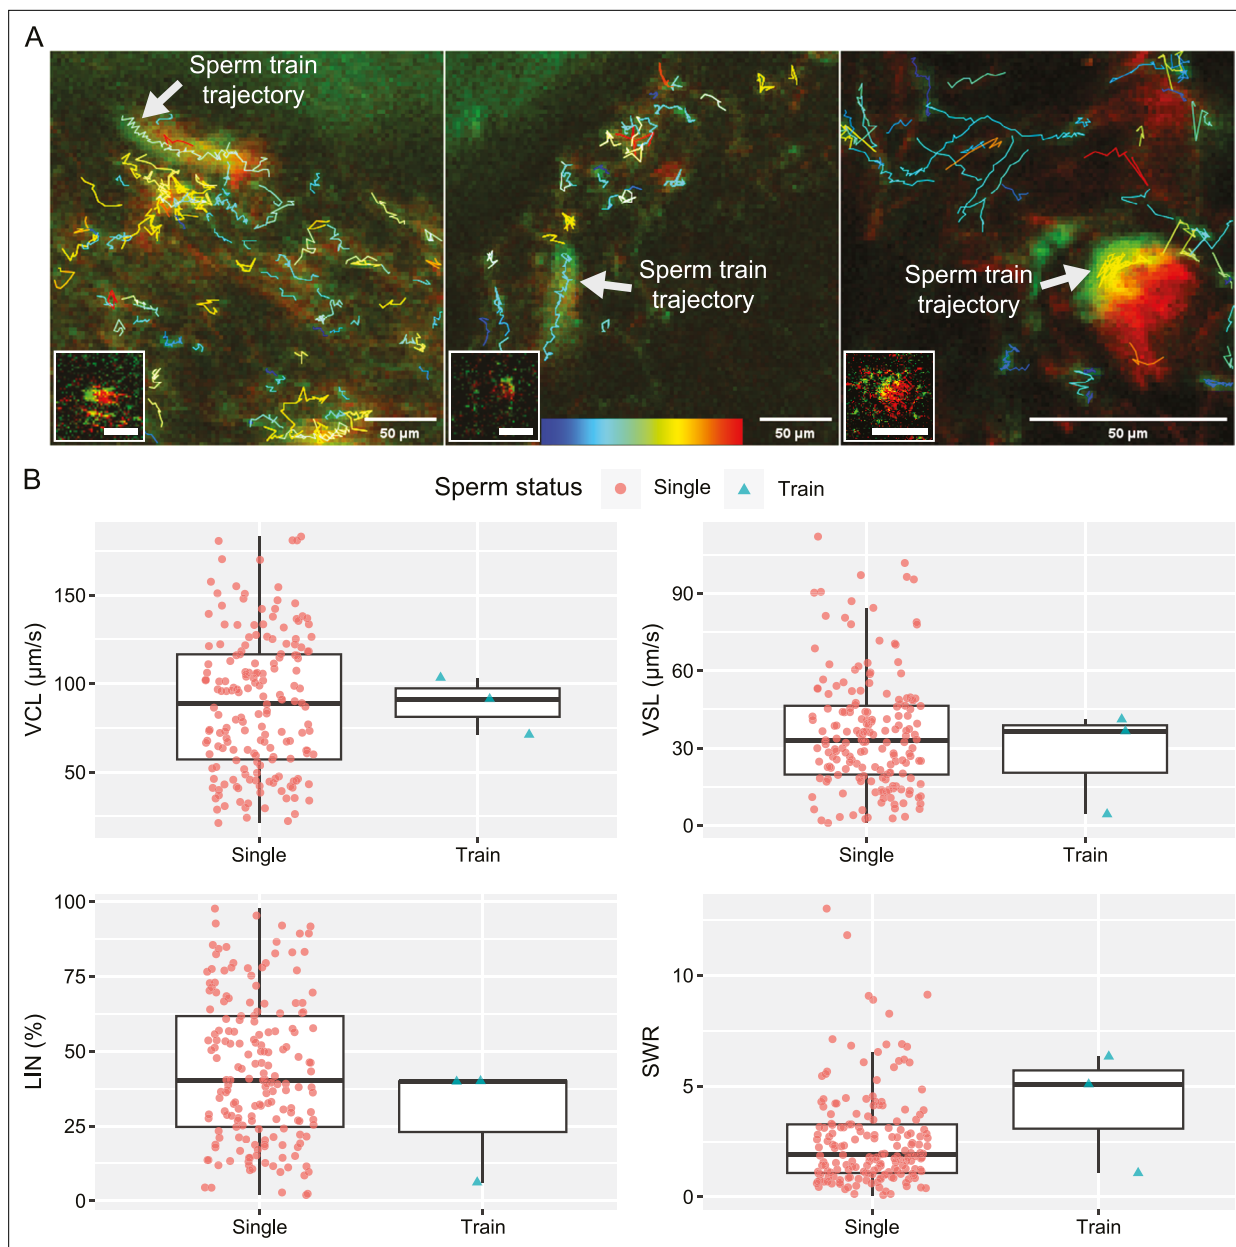 A
Sperm train
trajectory
50 µm
Sperm train
trajectory
50 µm
Sperm train
trajectory
50 µm
B
Sperm status Single Train
VCL (µm/s)
150
100
50
Single Train
VSL (µm/s)
90
60
30
0
Single Train
LIN (%)
100
75
50
25
0
Single Train
SWR
10
5
0
Single Train